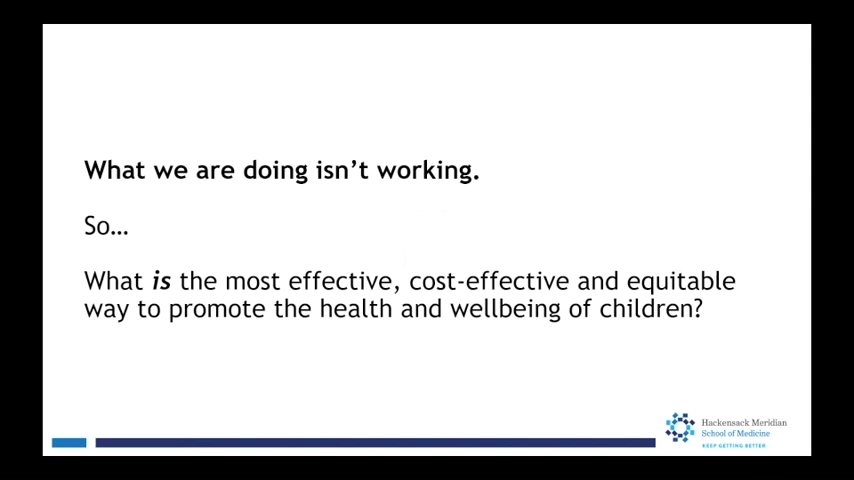 What we are doing isn't working.
So...
What is the most effective, cost-effective and equitable
way to promote the health and wellbeing of children?
Hackensack Meridian
School of Medicine
KEEP GETTING BETTER